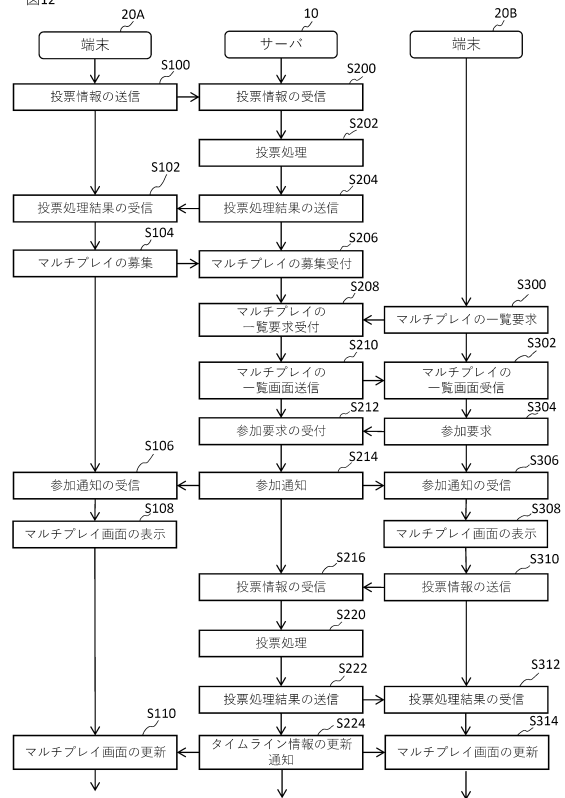 図12
20A
10
20B
端末
サーバ
端末
S100
S200
投票情報の送信
投票情報の受信
S202
投票処理
S102
S204
投票処理結果の受信
投票処理結果の送信
S104
S206
マルチプレイの募集
マルチプレイの募集受付
S208
S300
マルチプレイの
一覧要求受付
マルチプレイの一覧要求
S210
S302
マルチプレイの
一覧画面送信
マルチプレイの
一覧画面受信
S212
S304
参加要求の受付
参加要求
S106
S214
S306
参加通知の受信
参加通知
参加通知の受信
S108
S308
マルチプレイ画面の表示
マルチプレイ画面の表示
S216
S310
投票情報の受信
投票情報の送信
S220
投票処理
S222
S312
投票処理結果の送信
投票処理結果の受信
S110
S224
S314
マルチプレイ画面の更新
タイムライン情報の更新
通知
マルチプレイ画面の更新